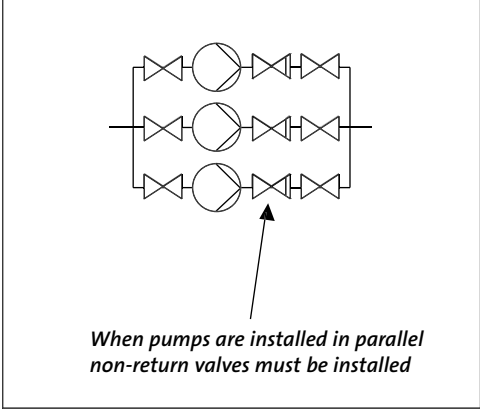 When pumps are installed in parallel
non-return valves must be installed